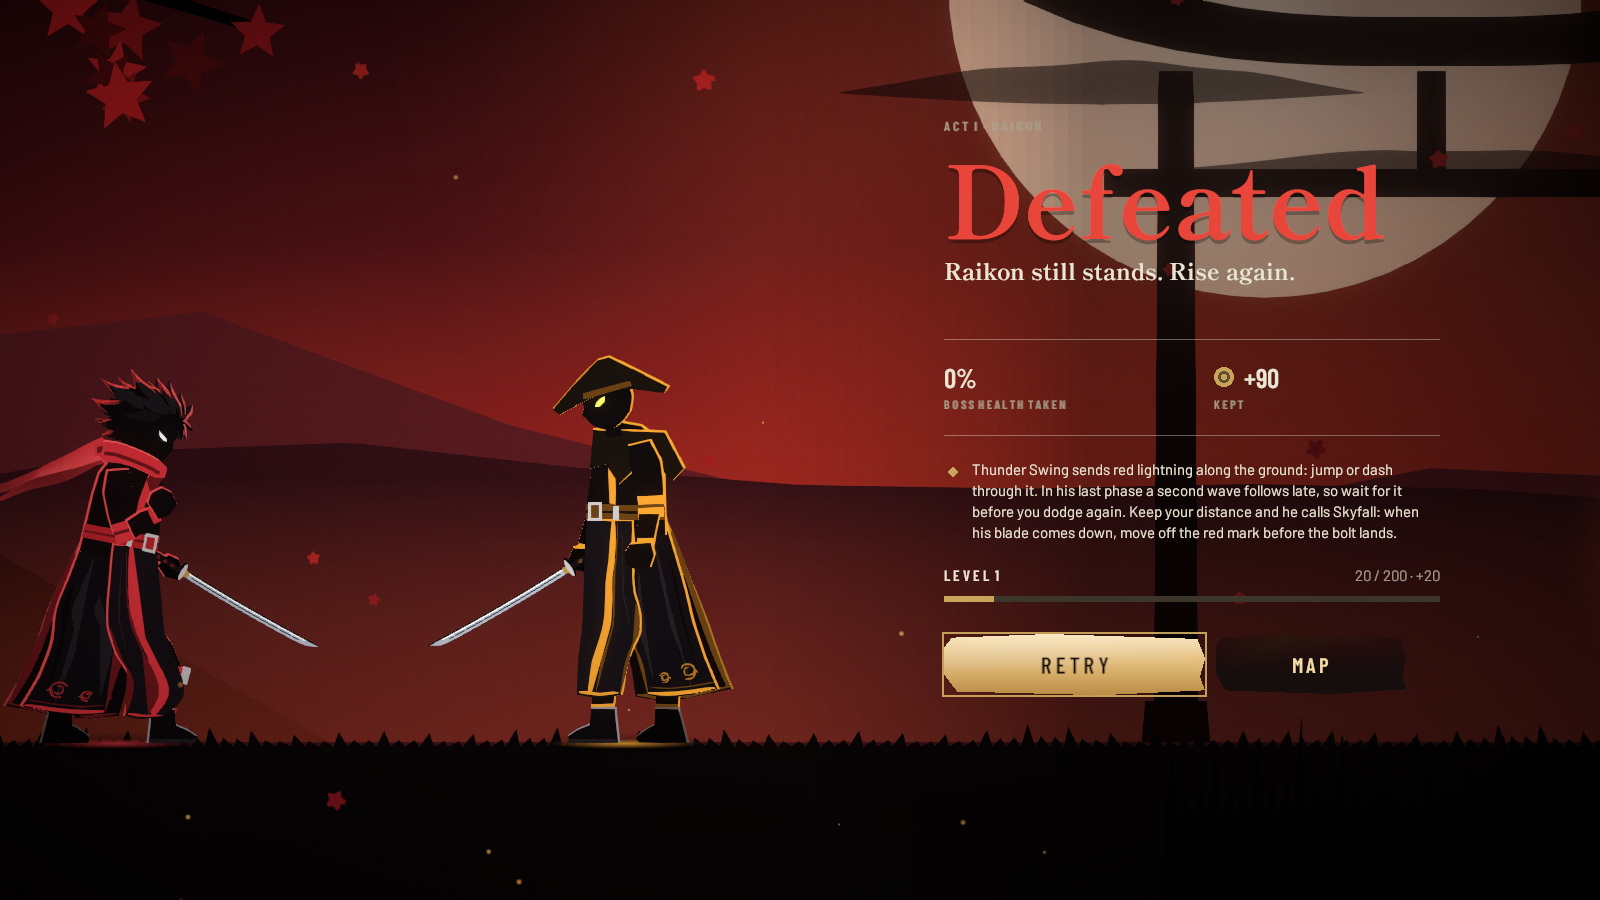 ACT I · RAIKON
Defeated
Raikon still stands. Rise again.
0%
+90
BOSS HEALTH TAKEN
KEPT
Thunder Swing sends red lightning along the ground: jump or dash
through it. In his last phase a second wave follows late, so wait for it
before you dodge again. Keep your distance and he calls Skyfall: when
his blade comes down, move off the red mark before the bolt lands.
LEVEL 1
20 / 200 · +20
RETRY
MAP